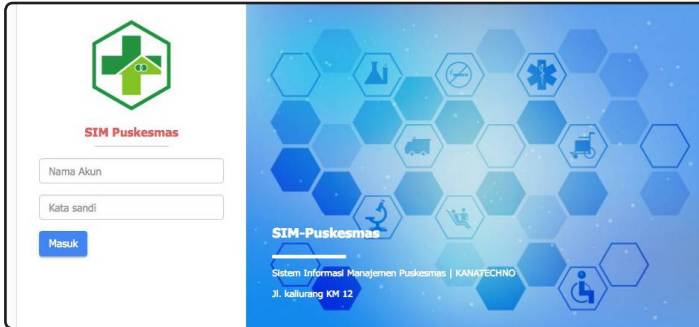 SIM Puskesmas
Nama Akun
Kata sandi
Masuk
SIM-Puskesmas
Sistem Informasi Manajemen Puskesmas | KANATECHNO
Jl. kaliurang KM 12